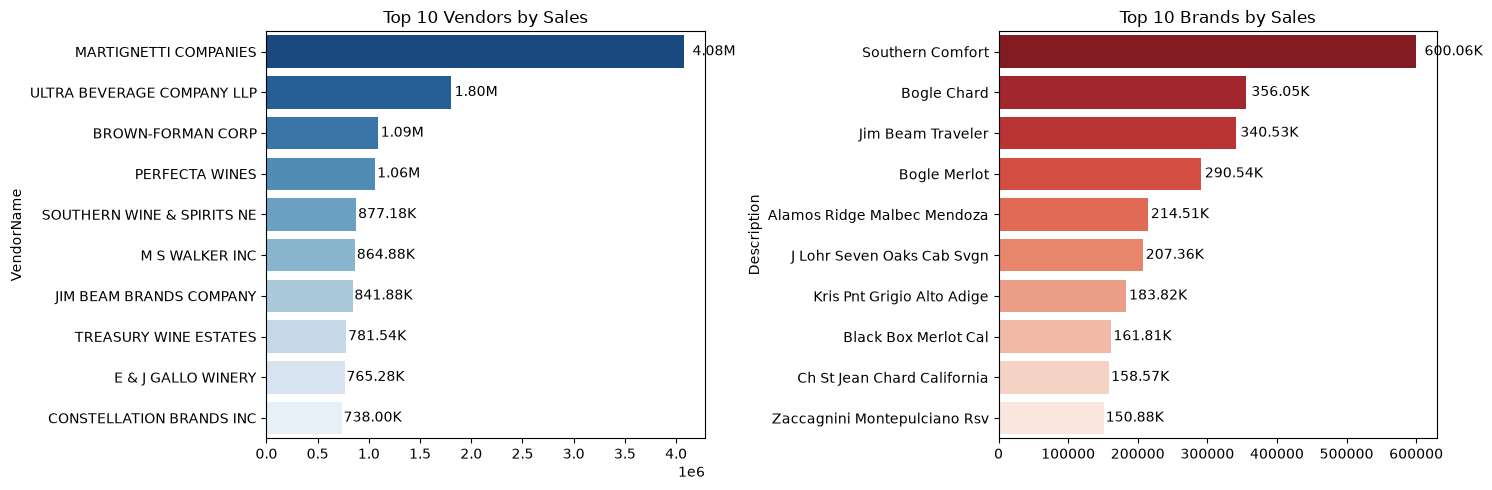 Top 10 Vendors by Sales
VendorName
MARTIGNETTI COMPANIES 4.08M
ULTRA BEVERAGE COMPANY LLP 1.80M
BROWN-FORMAN CORP 1.09M
PERFECTA WINES 1.06M
SOUTHERN WINE & SPIRITS NE 877.18K
M S WALKER INC 864.88K
JIM BEAM BRANDS COMPANY 841.88K
TREASURY WINE ESTATES 781.54K
E & J GALLO WINERY 765.28K
CONSTELLATION BRANDS INC 738.00K
0.0 0.5 1.0 1.5 2.0 2.5 3.0 3.5 4.0
1e6
Top 10 Brands by Sales
Description
Southern Comfort 600.06K
Bogle Chard 356.05K
Jim Beam Traveler 340.53K
Bogle Merlot 290.54K
Alamos Ridge Malbec Mendoza 214.51K
J Lohr Seven Oaks Cab Svgn 207.36K
Kris Pnt Grigio Alto Adige 183.82K
Black Box Merlot Cal 161.81K
Ch St Jean Chard California 158.57K
Zaccagnini Montepulciano Rsv 150.88K
0 100000 200000 300000 400000 500000 600000